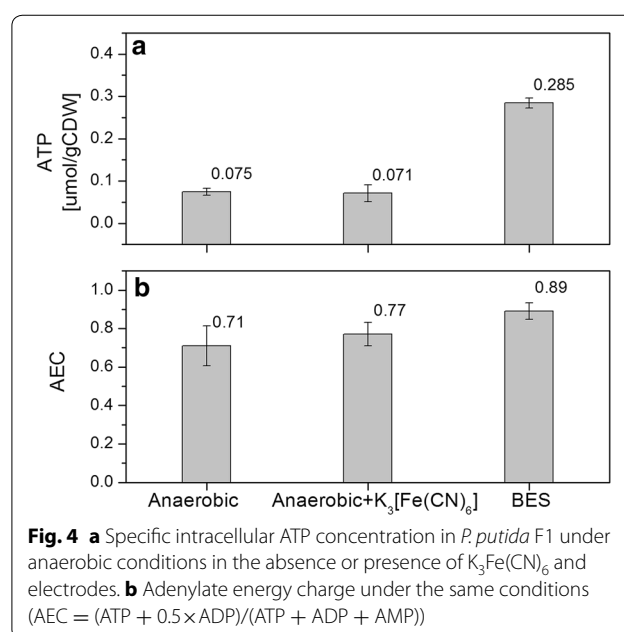 a
0.4
0.3
0.2
0.1
0.0
ATP
[umol/gCDW]
0.075
0.071
0.285
b
1.0
0.8
0.6
0.4
0.2
0.0
AEC
0.71
0.77
0.89
Anaerobic
Anaerobic+K₃[Fe(CN)₆]
BES
Fig. 4 a Specific intracellular ATP concentration in P. putida F1 under
anaerobic conditions in the absence or presence of K₃Fe(CN)₆ and
electrodes. b Adenylate energy charge under the same conditions
(AEC = (ATP + 0.5 × ADP)/(ATP + ADP + AMP))